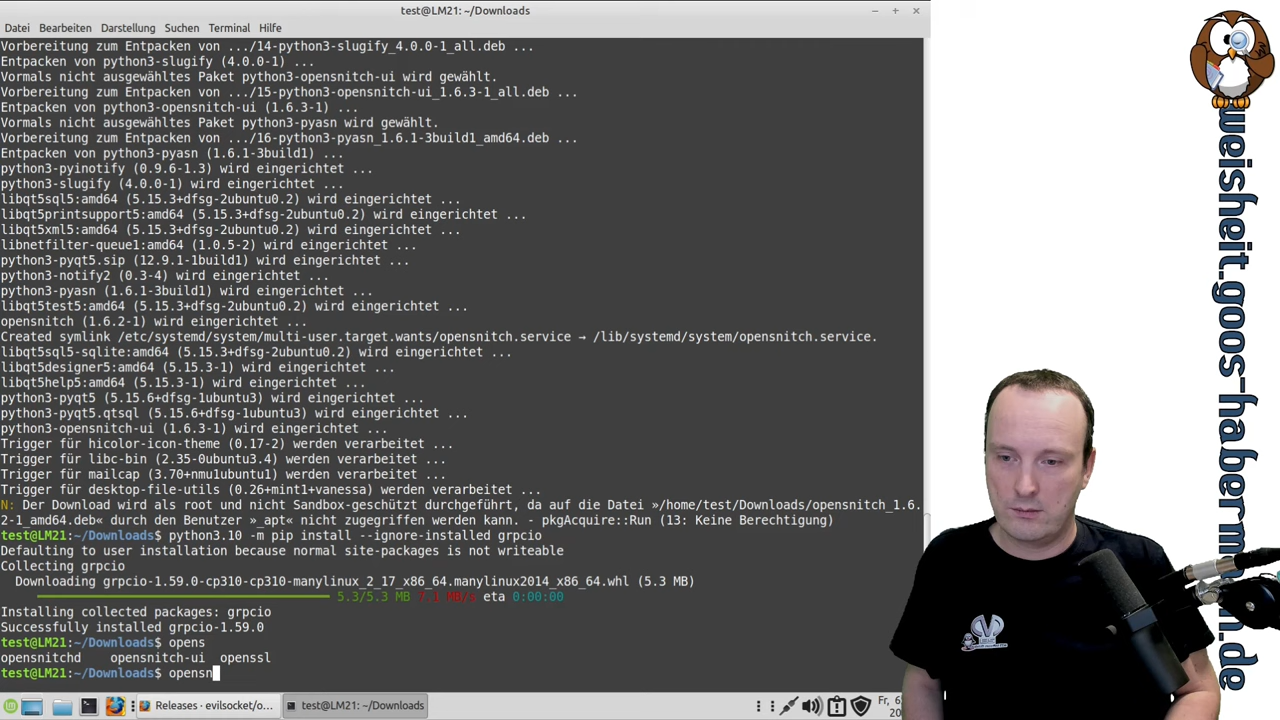 test@LM21: ~/Downloads
Datei Bearbeiten Darstellung Suchen Terminal Hilfe
Vorbereitung zum Entpacken von .../14-python3-slugify_4.0.0-1_all.deb ...
Entpacken von python3-slugify (4.0.0-1) ...
Vormals nicht ausgewähltes Paket python3-opensnitch-ui wird gewählt.
Vorbereitung zum Entpacken von .../15-python3-opensnitch-ui_1.6.3-1_all.deb ...
Entpacken von python3-opensnitch-ui (1.6.3-1) ...
Vormals nicht ausgewähltes Paket python3-pyasn wird gewählt.
Vorbereitung zum Entpacken von .../16-python3-pyasn_1.6.1-3build1_amd64.deb ...
Entpacken von python3-pyasn (1.6.1-3build1) ...
python3-pyinotify (0.9.6-1.3) wird eingerichtet ...
python3-slugify (4.0.0-1) wird eingerichtet ...
libqt5sql5:amd64 (5.15.3+dfsg-2ubuntu0.2) wird eingerichtet ...
libqt5printsupport5:amd64 (5.15.3+dfsg-2ubuntu0.2) wird eingerichtet ...
libqt5xml5:amd64 (5.15.3+dfsg-2ubuntu0.2) wird eingerichtet ...
libnetfilter-queue1:amd64 (1.0.5-2) wird eingerichtet ...
python3-pyqt5.sip (12.9.1-1build1) wird eingerichtet ...
python3-notify2 (0.3-4) wird eingerichtet ...
python3-pyasn (1.6.1-3build1) wird eingerichtet ...
libqt5test5:amd64 (5.15.3+dfsg-2ubuntu0.2) wird eingerichtet ...
opensnitch (1.6.2-1) wird eingerichtet ...
Created symlink /etc/systemd/system/multi-user.target.wants/opensnitch.service → /lib/systemd/system/opensnitch.service.
libqt5sql5-sqlite:amd64 (5.15.3+dfsg-2ubuntu0.2) wird eingerichtet ...
libqt5designer5:amd64 (5.15.3-1) wird eingerichtet ...
libqt5help5:amd64 (5.15.3-1) wird eingerichtet ...
python3-pyqt5 (5.15.6+dfsg-1ubuntu3) wird eingerichtet ...
python3-pyqt5.qtsql (5.15.6+dfsg-1ubuntu3) wird eingerichtet ...
python3-opensnitch-ui (1.6.3-1) wird eingerichtet ...
Trigger für hicolor-icon-theme (0.17-2) werden verarbeitet ...
Trigger für libc-bin (2.35-0ubuntu3.4) werden verarbeitet ...
Trigger für mailcap (3.70+nmu1ubuntu1) werden verarbeitet ...
Trigger für desktop-file-utils (0.26+mint1+vanessa) werden verarbeitet ...
N: Der Download wird als root und nicht Sandbox-geschützt durchgeführt, da auf die Datei »/home/test/Downloads/opensnitch_1.6.
2-1_amd64.deb« durch den Benutzer »_apt« nicht zugegriffen werden kann. - pkgAcquire::Run (13: Keine Berechtigung)
test@LM21:~/Downloads$ python3.10 -m pip install --ignore-installed grpcio
Defaulting to user installation because normal site-packages is not writeable
Collecting grpcio
Downloading grpcio-1.59.0-cp310-cp310-manylinux_2_17_x86_64.manylinux2014_x86_64.whl (5.3 MB)
5.3/5.3 MB 7.1 MB/s eta 0:00:00
Installing collected packages: grpcio
Successfully installed grpcio-1.59.0
test@LM21:~/Downloads$ opens
opensnitchd opensnitch-ui openssl
test@LM21:~/Downloads$ opensn
Releases · evilsocket/o...
test@LM21: ~/Downloads
weisheit.goos-habermann.de